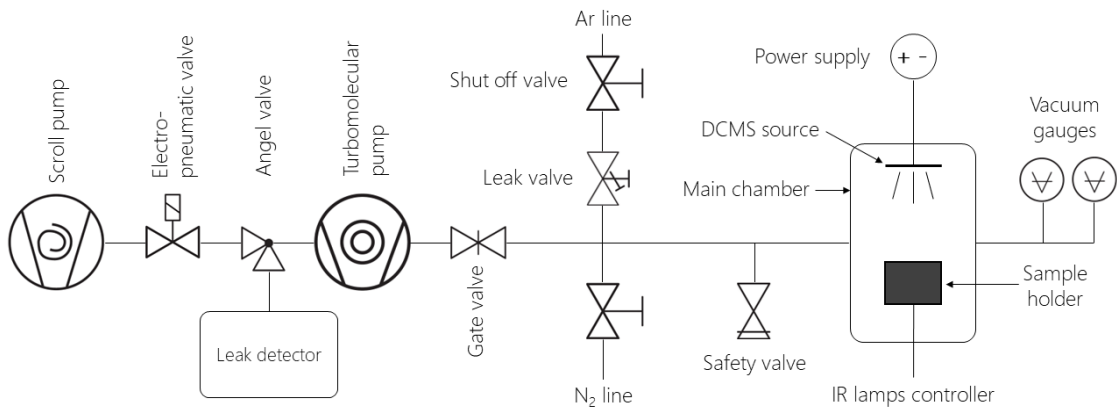 Scroll pump
Electro-
pneumatic valve
Angel valve
Turbomolecular
pump
Ar line
Shut off valve
Leak valve
Power supply
+ -
DCMS source
Main chamber
Vacuum
gauges
Gate valve
Leak detector
N₂ line
Safety valve
Sample
holder
IR lamps controller